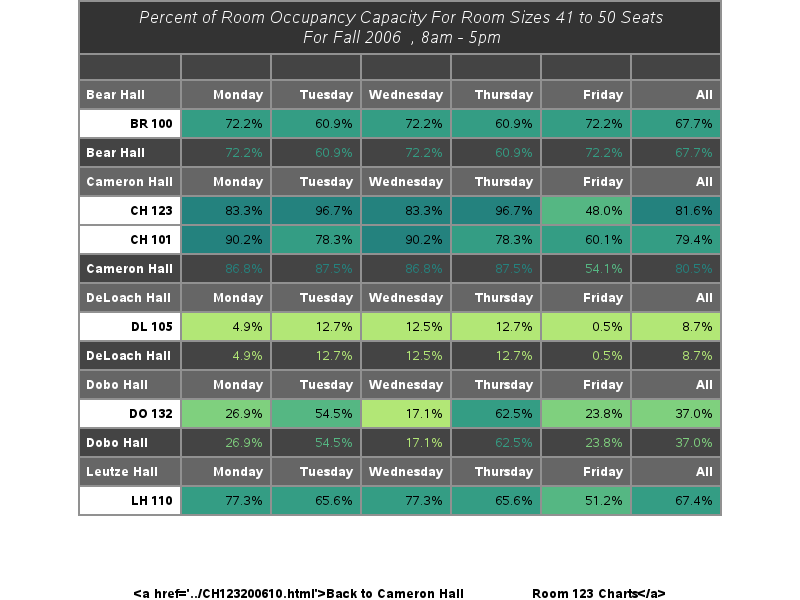 Percent of Room Occupancy Capacity For Room Sizes 41 to 50 Seats
For Fall 2006 , 8am - 5pm
Bear Hall Monday Tuesday Wednesday Thursday Friday All
BR 100 72.2% 60.9% 72.2% 60.9% 72.2% 67.7%
Bear Hall 72.2% 60.9% 72.2% 60.9% 72.2% 67.7%
Cameron Hall Monday Tuesday Wednesday Thursday Friday All
CH 123 83.3% 96.7% 83.3% 96.7% 48.0% 81.6%
CH 101 90.2% 78.3% 90.2% 78.3% 60.1% 79.4%
Cameron Hall 86.8% 87.5% 86.8% 87.5% 54.1% 80.5%
DeLoach Hall Monday Tuesday Wednesday Thursday Friday All
DL 105 4.9% 12.7% 12.5% 12.7% 0.5% 8.7%
DeLoach Hall 4.9% 12.7% 12.5% 12.7% 0.5% 8.7%
Dobo Hall Monday Tuesday Wednesday Thursday Friday All
DO 132 26.9% 54.5% 17.1% 62.5% 23.8% 37.0%
Dobo Hall 26.9% 54.5% 17.1% 62.5% 23.8% 37.0%
Leutze Hall Monday Tuesday Wednesday Thursday Friday All
LH 110 77.3% 65.6% 77.3% 65.6% 51.2% 67.4%
<a href='../CH123200610.html'>Back to Cameron Hall Room 123 Charts</a>